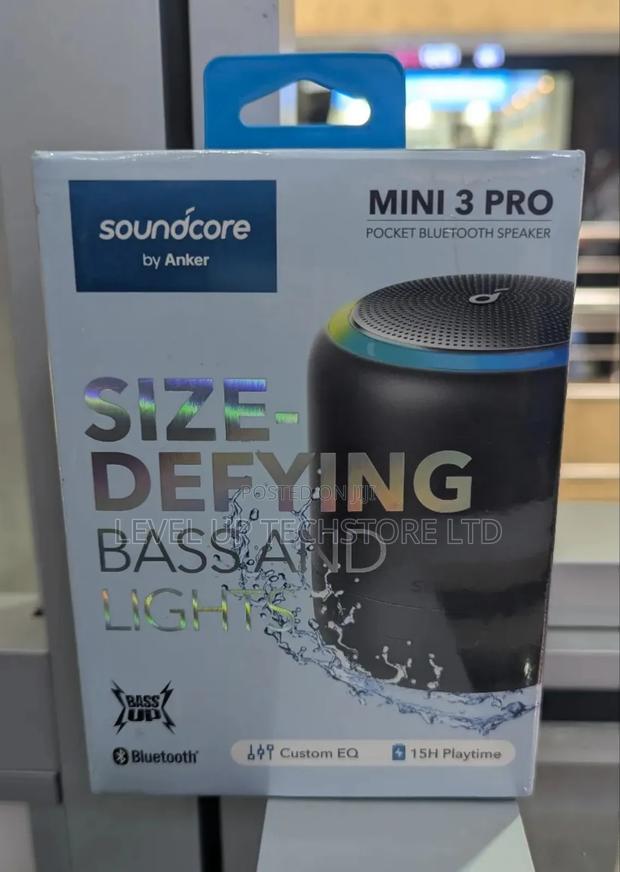 soundcore
by Anker
MINI 3 PRO
POCKET BLUETOOTH SPEAKER
SIZE-
DEFYING
BASS AND
LIGHTS
POSTED ON JIJI
LEVEL UP TECHSTORE LTD
BASS
UP
Bluetooth®
Custom EQ
15H Playtime